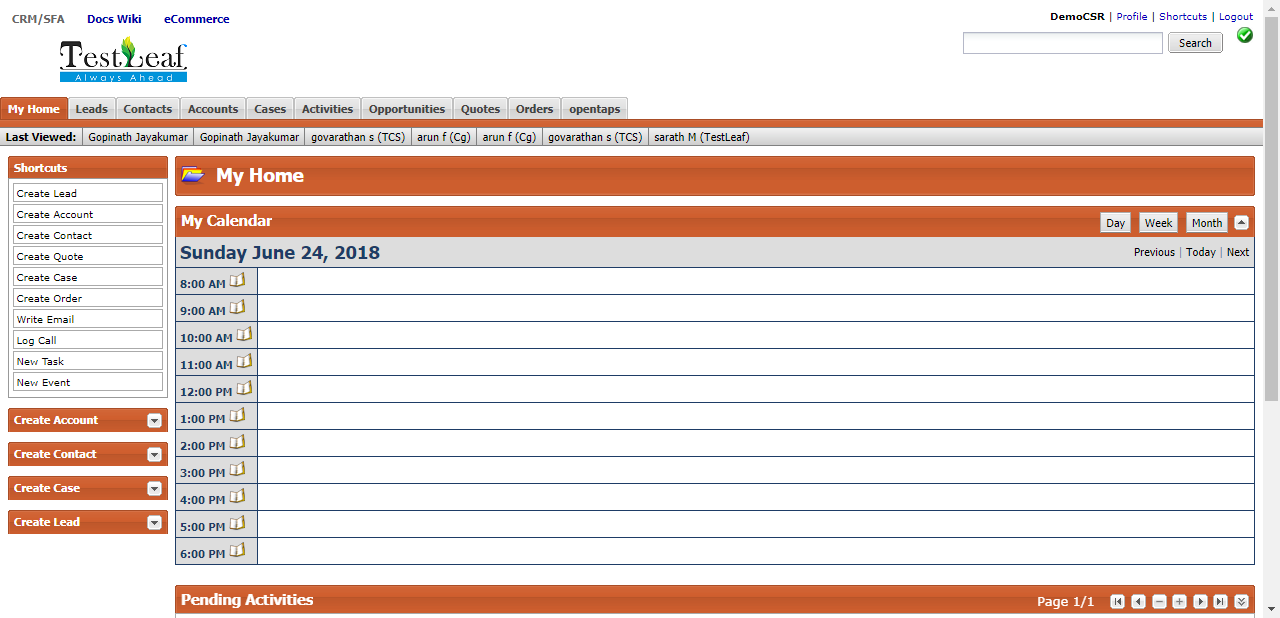 CRM/SFA Docs Wiki eCommerce
DemoCSR | Profile | Shortcuts | Logout
Search
TestLeaf
Always Ahead
My Home Leads Contacts Accounts Cases Activities Opportunities Quotes Orders opentaps
Last Viewed: Gopinath Jayakumar Gopinath Jayakumar govarathan s (TCS) arun f (Cg) arun f (Cg) govarathan s (TCS) sarath M (TestLeaf)
Shortcuts
Create Lead
Create Account
Create Contact
Create Quote
Create Case
Create Order
Write Email
Log Call
New Task
New Event
Create Account
Create Contact
Create Case
Create Lead
My Home
My Calendar Day Week Month
Sunday June 24, 2018 Previous | Today | Next
8:00 AM
9:00 AM
10:00 AM
11:00 AM
12:00 PM
1:00 PM
2:00 PM
3:00 PM
4:00 PM
5:00 PM
6:00 PM
Pending Activities Page 1/1